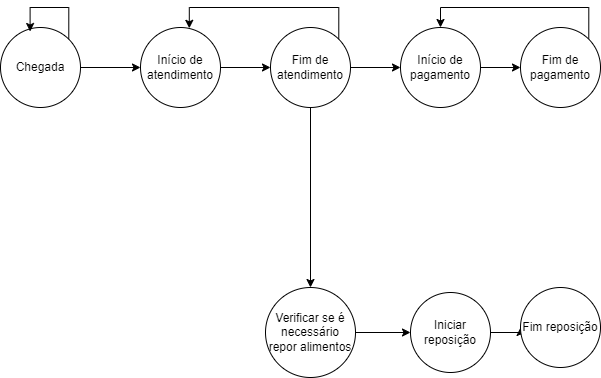 Chegada
Início de
atendimento
Fim de
atendimento
Início de
pagamento
Fim de
pagamento
Verificar se é
necessário
repor alimentos
Iniciar
reposição
Fim reposição